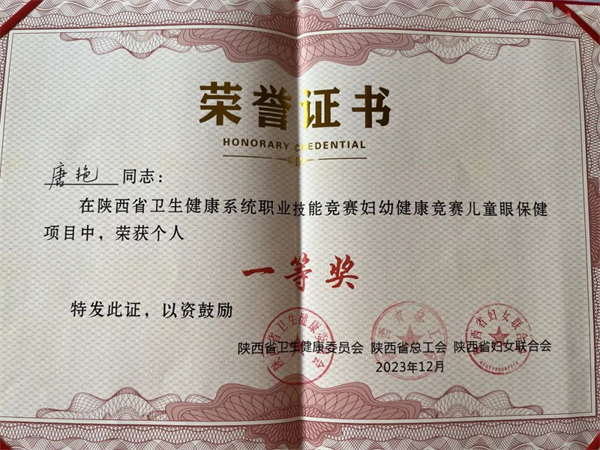 荣誉证书
HONORARY CREDENTIAL
唐艳 同志：
在陕西省卫生健康系统职业技能竞赛妇幼健康竞赛儿童眼保健
项目中，荣获个人
一等奖
特发此证，以资鼓励
陕西省卫生健康委员会 陕西省总工会 陕西省妇女联合会
2023年12月